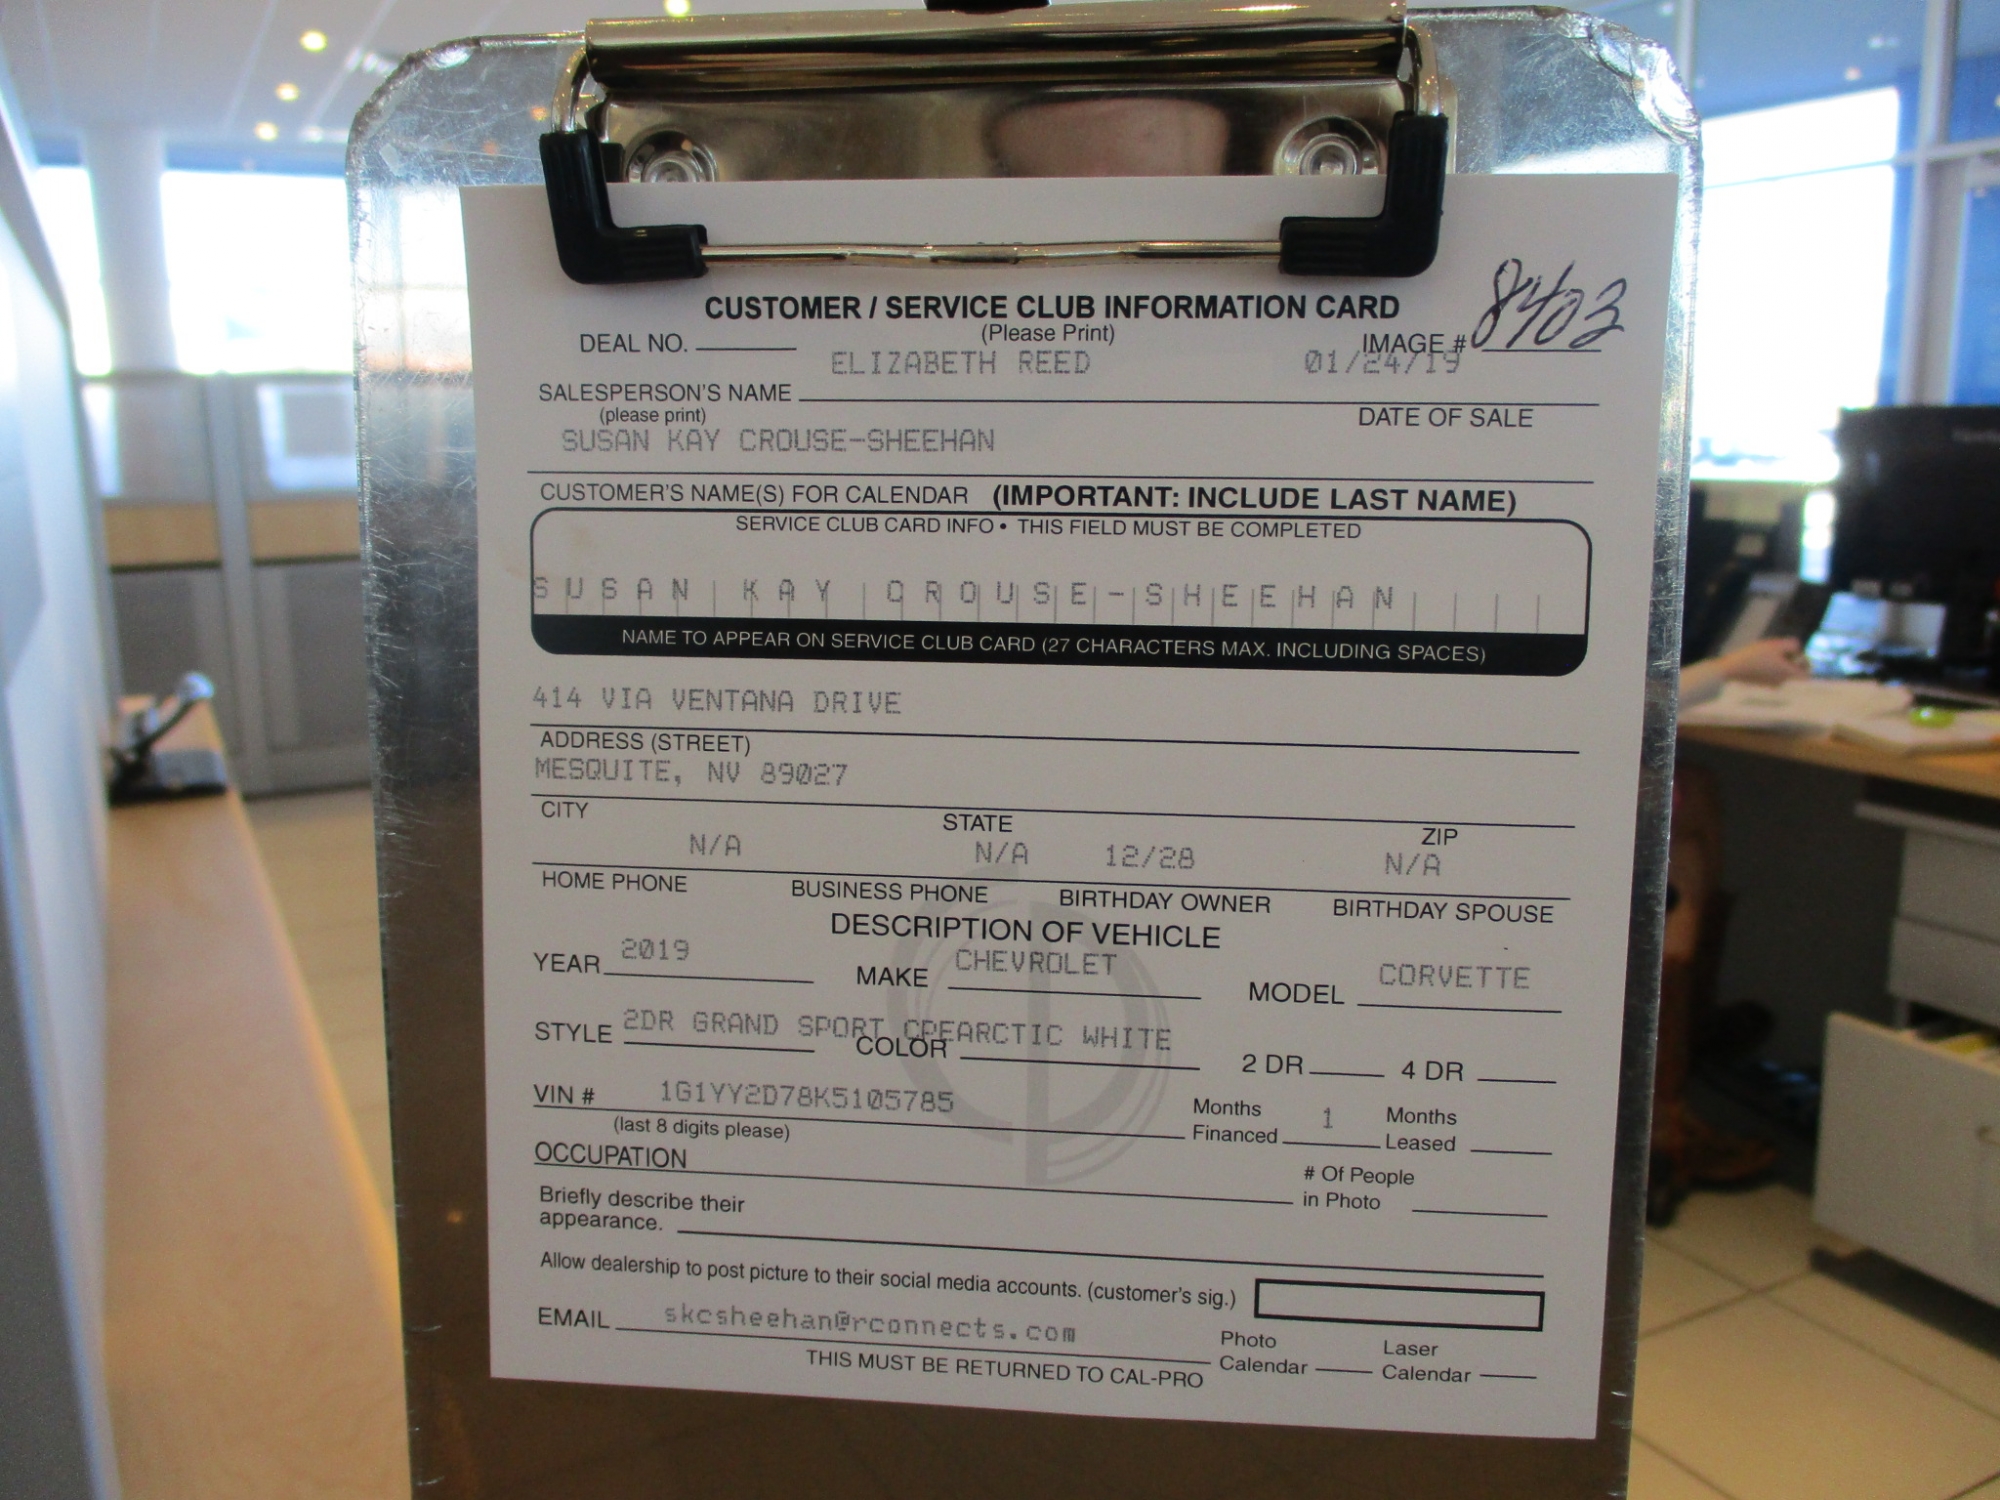 CUSTOMER / SERVICE CLUB INFORMATION CARD
(Please Print)
DEAL NO. IMAGE # 8403
ELIZABETH REED 01/24/19
SALESPERSON'S NAME
(please print) DATE OF SALE
SUSAN KAY CROUSE-SHEEHAN
CUSTOMER'S NAME(S) FOR CALENDAR (IMPORTANT: INCLUDE LAST NAME)
SERVICE CLUB CARD INFO • THIS FIELD MUST BE COMPLETED
SUSAN KAY CROUSE-SHEEHAN
NAME TO APPEAR ON SERVICE CLUB CARD (27 CHARACTERS MAX. INCLUDING SPACES)
414 VIA VENTANA DRIVE
ADDRESS (STREET)
MESQUITE, NV 89027
CITY STATE ZIP
N/A N/A 12/28 N/A
HOME PHONE BUSINESS PHONE BIRTHDAY OWNER BIRTHDAY SPOUSE
DESCRIPTION OF VEHICLE
YEAR 2019 MAKE CHEVROLET MODEL CORVETTE
STYLE 2DR GRAND SPORT CPE COLOR ARCTIC WHITE 2 DR 4 DR
VIN # 1G1YY2D78K5105785 Months Financed 1 Months Leased
(last 8 digits please)
OCCUPATION # Of People in Photo
Briefly describe their
appearance.
Allow dealership to post picture to their social media accounts. (customer's sig.)
EMAIL skcsheehan@rconnects.com Photo Calendar Laser Calendar
THIS MUST BE RETURNED TO CAL-PRO